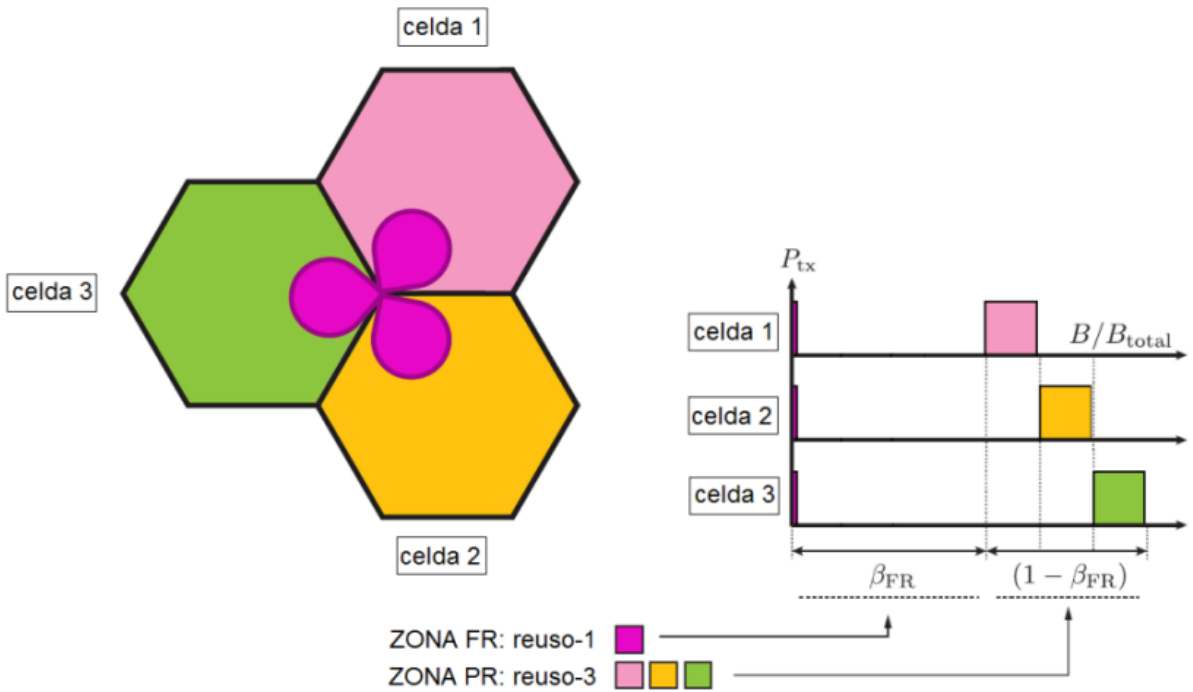 celda 1
celda 3
celda 2
P_tx
celda 1
B/B_total
celda 2
celda 3
β_FR
(1 − β_FR)
ZONA FR: reuso-1
ZONA PR: reuso-3